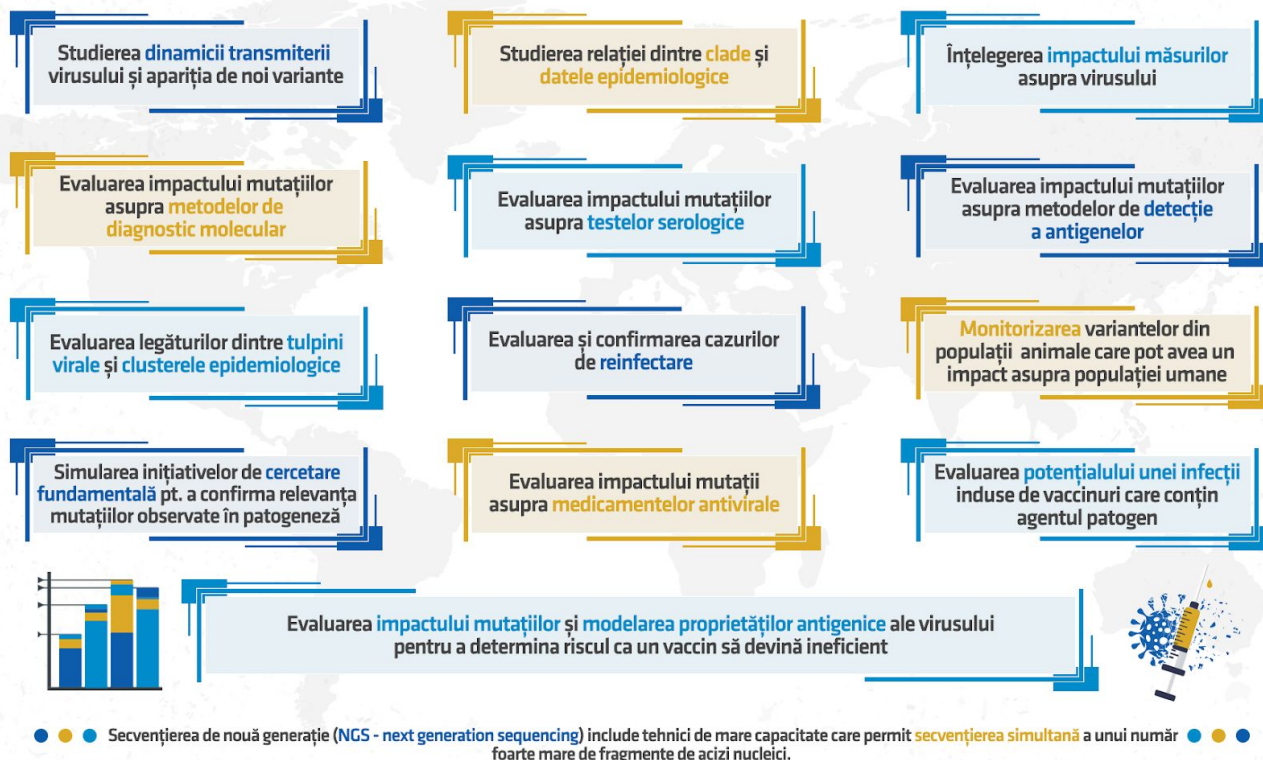 Studierea dinamicii transmiterii
virusului și apariția de noi variante
Studierea relației dintre clade și
datele epidemiologice
Înțelegerea impactului măsurilor
asupra virusului
Evaluarea impactului mutațiilor
asupra metodelor de
diagnostic molecular
Evaluarea impactului mutațiilor
asupra testelor serologice
Evaluarea impactului mutațiilor
asupra metodelor de detecție
a antigenelor
Evaluarea legăturilor dintre tulpini
virale și clusterele epidemiologice
Evaluarea și confirmarea cazurilor
de reinfectare
Monitorizarea variantelor din
populații animale care pot avea un
impact asupra populației umane
Simularea inițiativelor de cercetare
fundamentală pt. a confirma relevanța
mutațiilor observate în patogeneză
Evaluarea impactului mutații
asupra medicamentelor antivirale
Evaluarea potențialului unei infecții
induse de vaccinuri care conțin
agentul patogen
Evaluarea impactului mutațiilor și modelarea proprietăților antigenice ale virusului
pentru a determina riscul ca un vaccin să devină ineficient
Secvențierea de nouă generație (NGS - next generation sequencing) include tehnici de mare capacitate care permit secvențierea simultană a unui număr
foarte mare de fragmente de acizi nucleici.